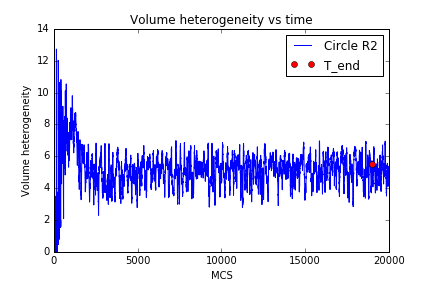 Volume heterogeneity vs time
14
12
10
8
6
4
2
0
Volume heterogeneity
Circle R2
T_end
0 5000 10000 15000 20000
MCS